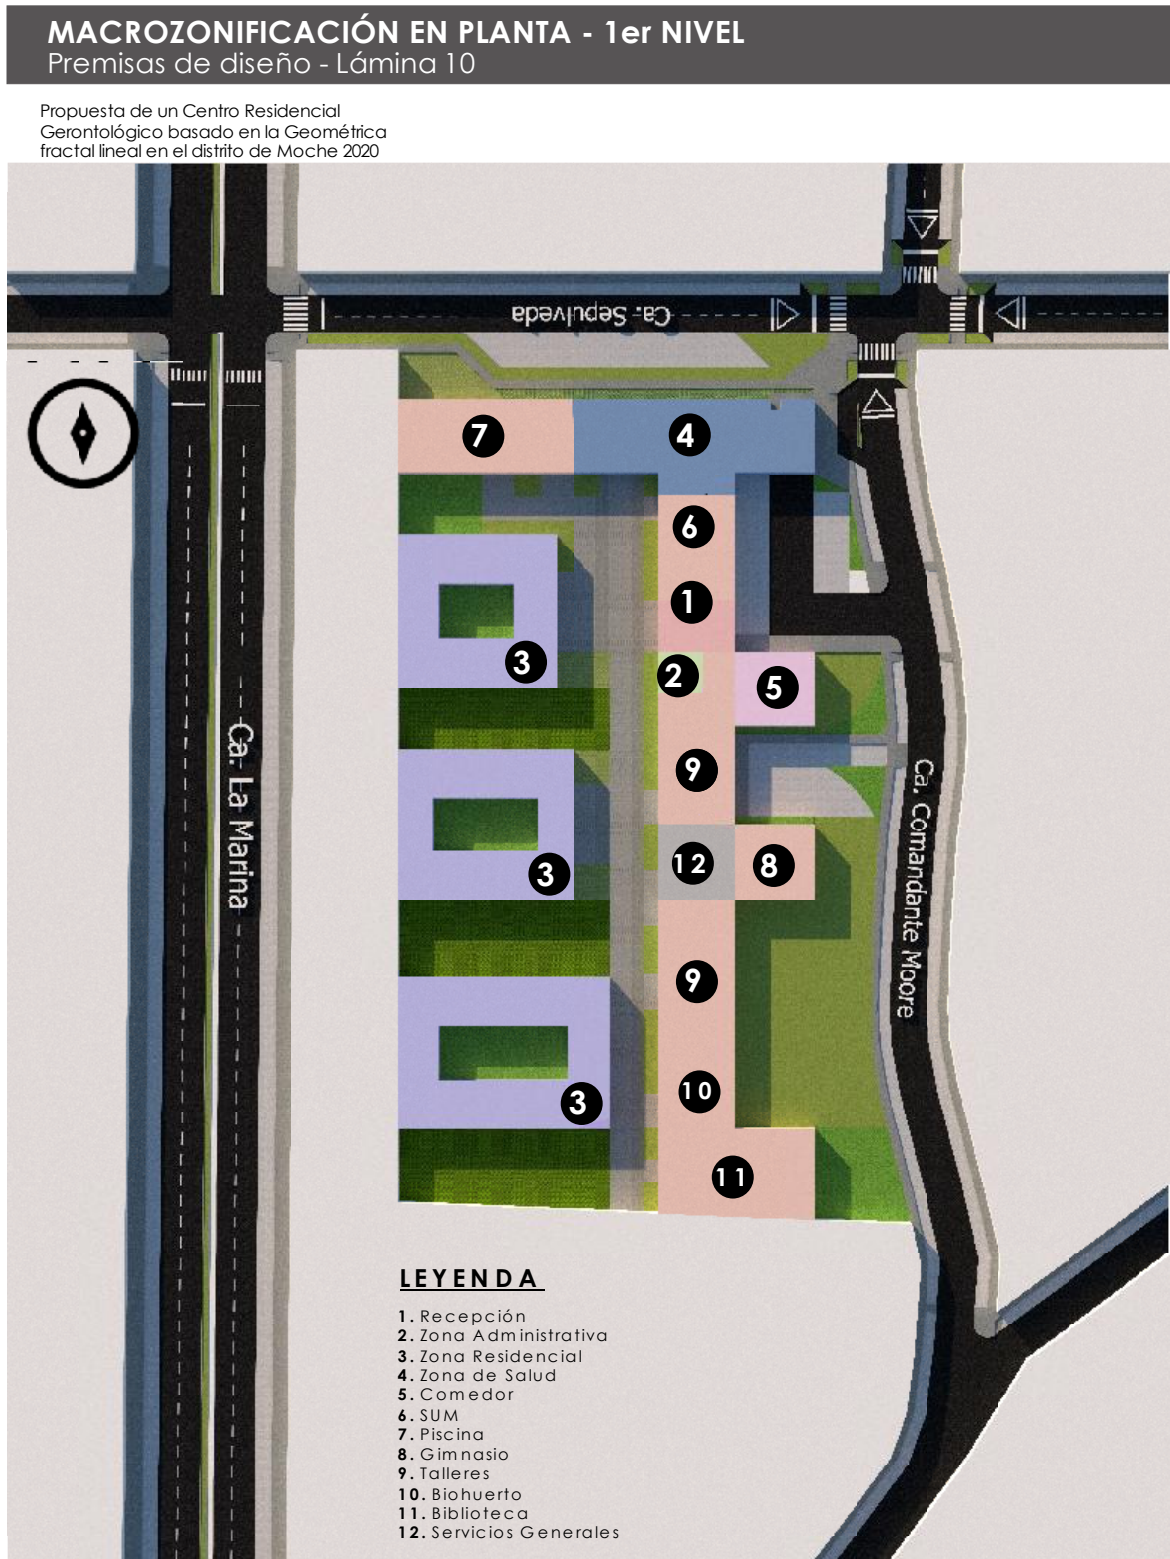 MACROZONIFICACIÓN EN PLANTA - 1er NIVEL
Premisas de diseño - Lámina 10
Propuesta de un Centro Residencial
Gerontológico basado en la Geométrica
fractal lineal en el distrito de Moche 2020
Ca. Sepulveda
7
4
6
1
3
2
5
Ca. La Marina
9
Ca. Comandante Moore
12
8
3
9
10
3
11
LEYENDA
1. Recepción
2. Zona Administrativa
3. Zona Residencial
4. Zona de Salud
5. Comedor
6. SUM
7. Piscina
8. Gimnasio
9. Talleres
10. Biohuerto
11. Biblioteca
12. Servicios Generales